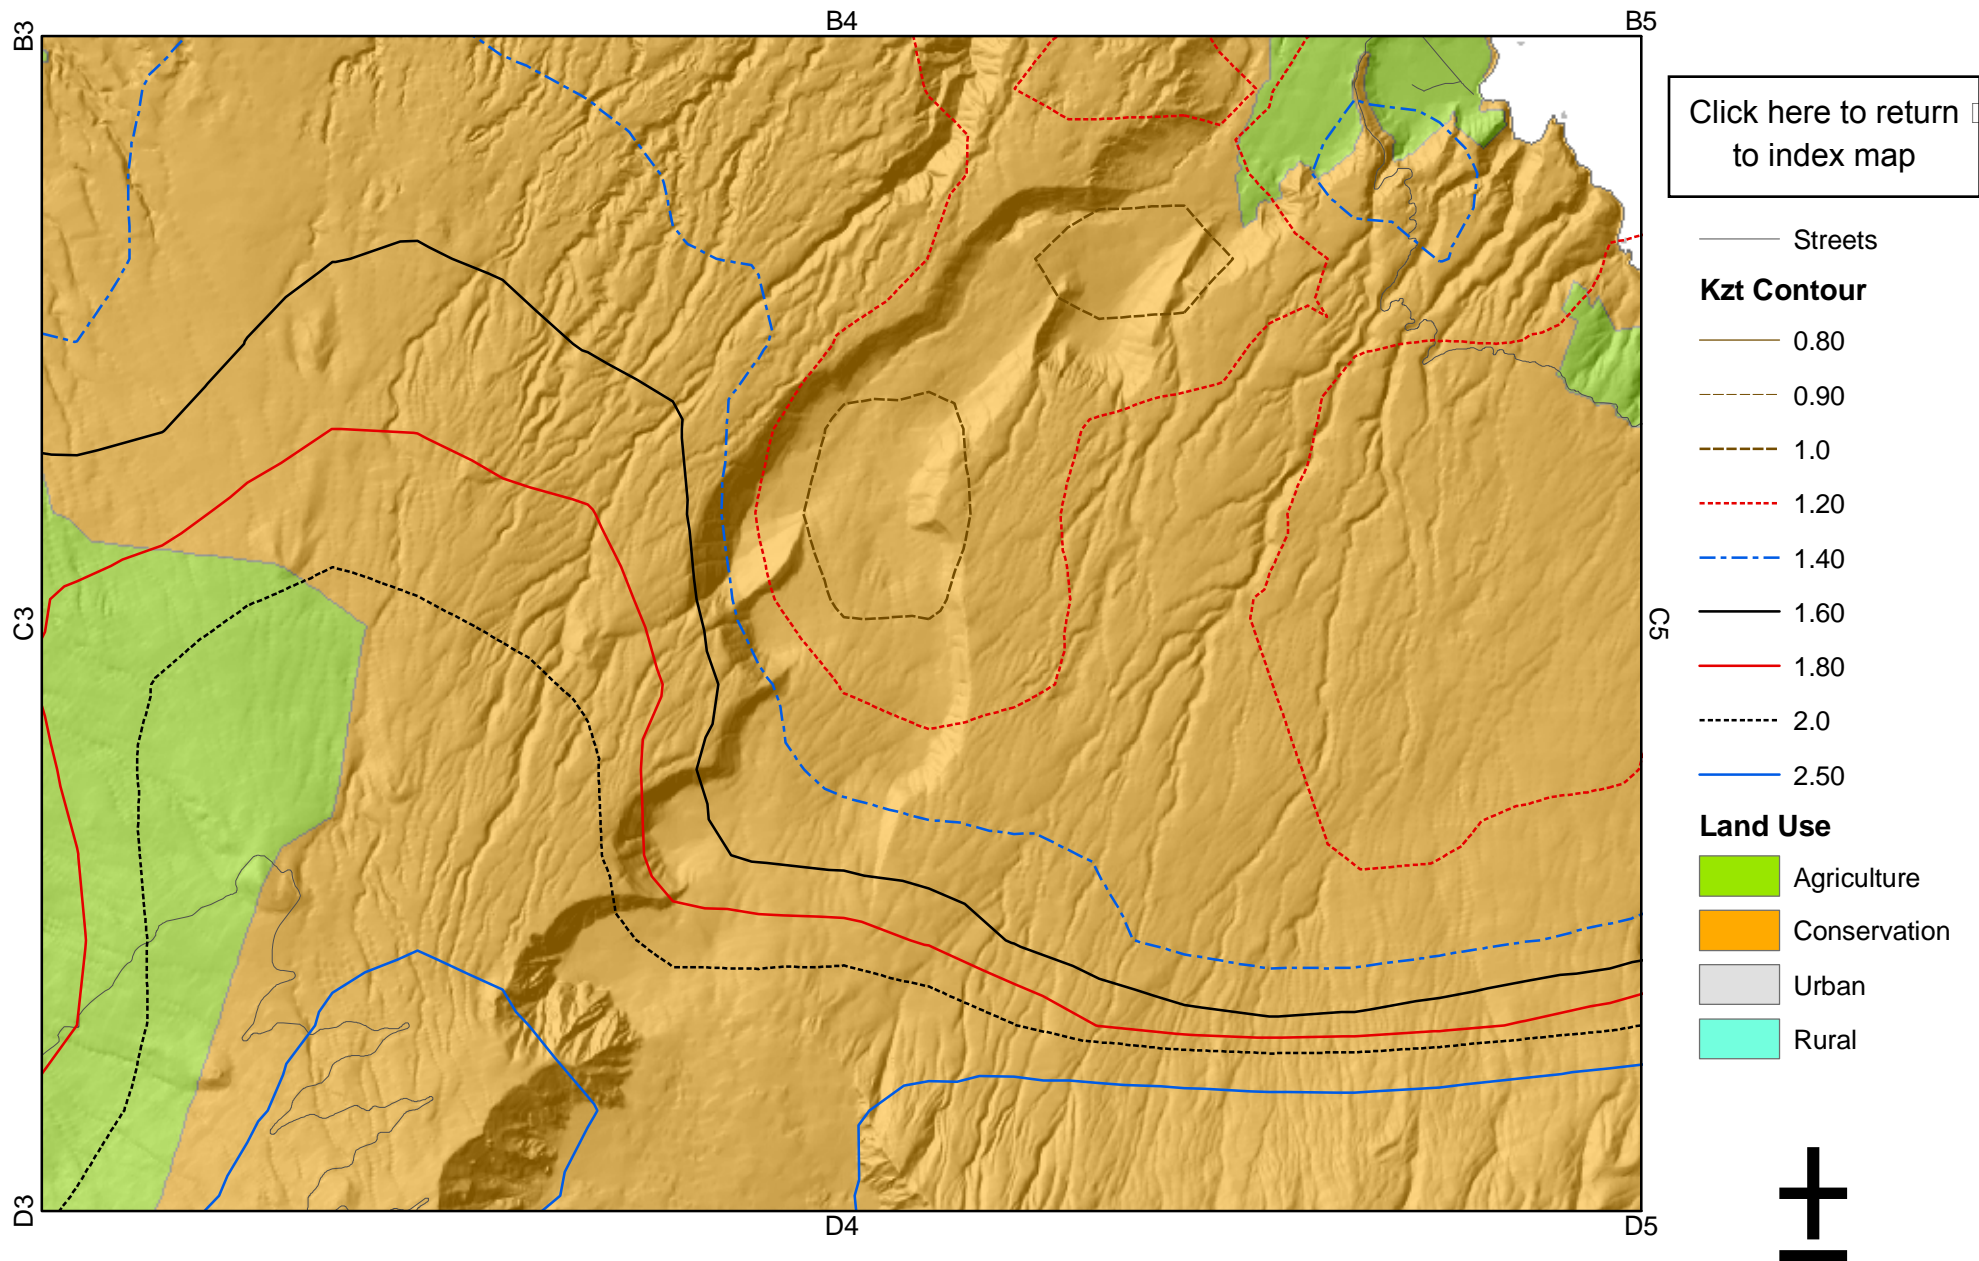 B3
B4
B5
Click here to return
to index map
Streets
Kzt Contour
0.80
0.90
1.0
1.20
1.40
1.60
1.80
2.0
2.50
Land Use
Agriculture
Conservation
Urban
Rural
C3
C5
D3
D4
D5